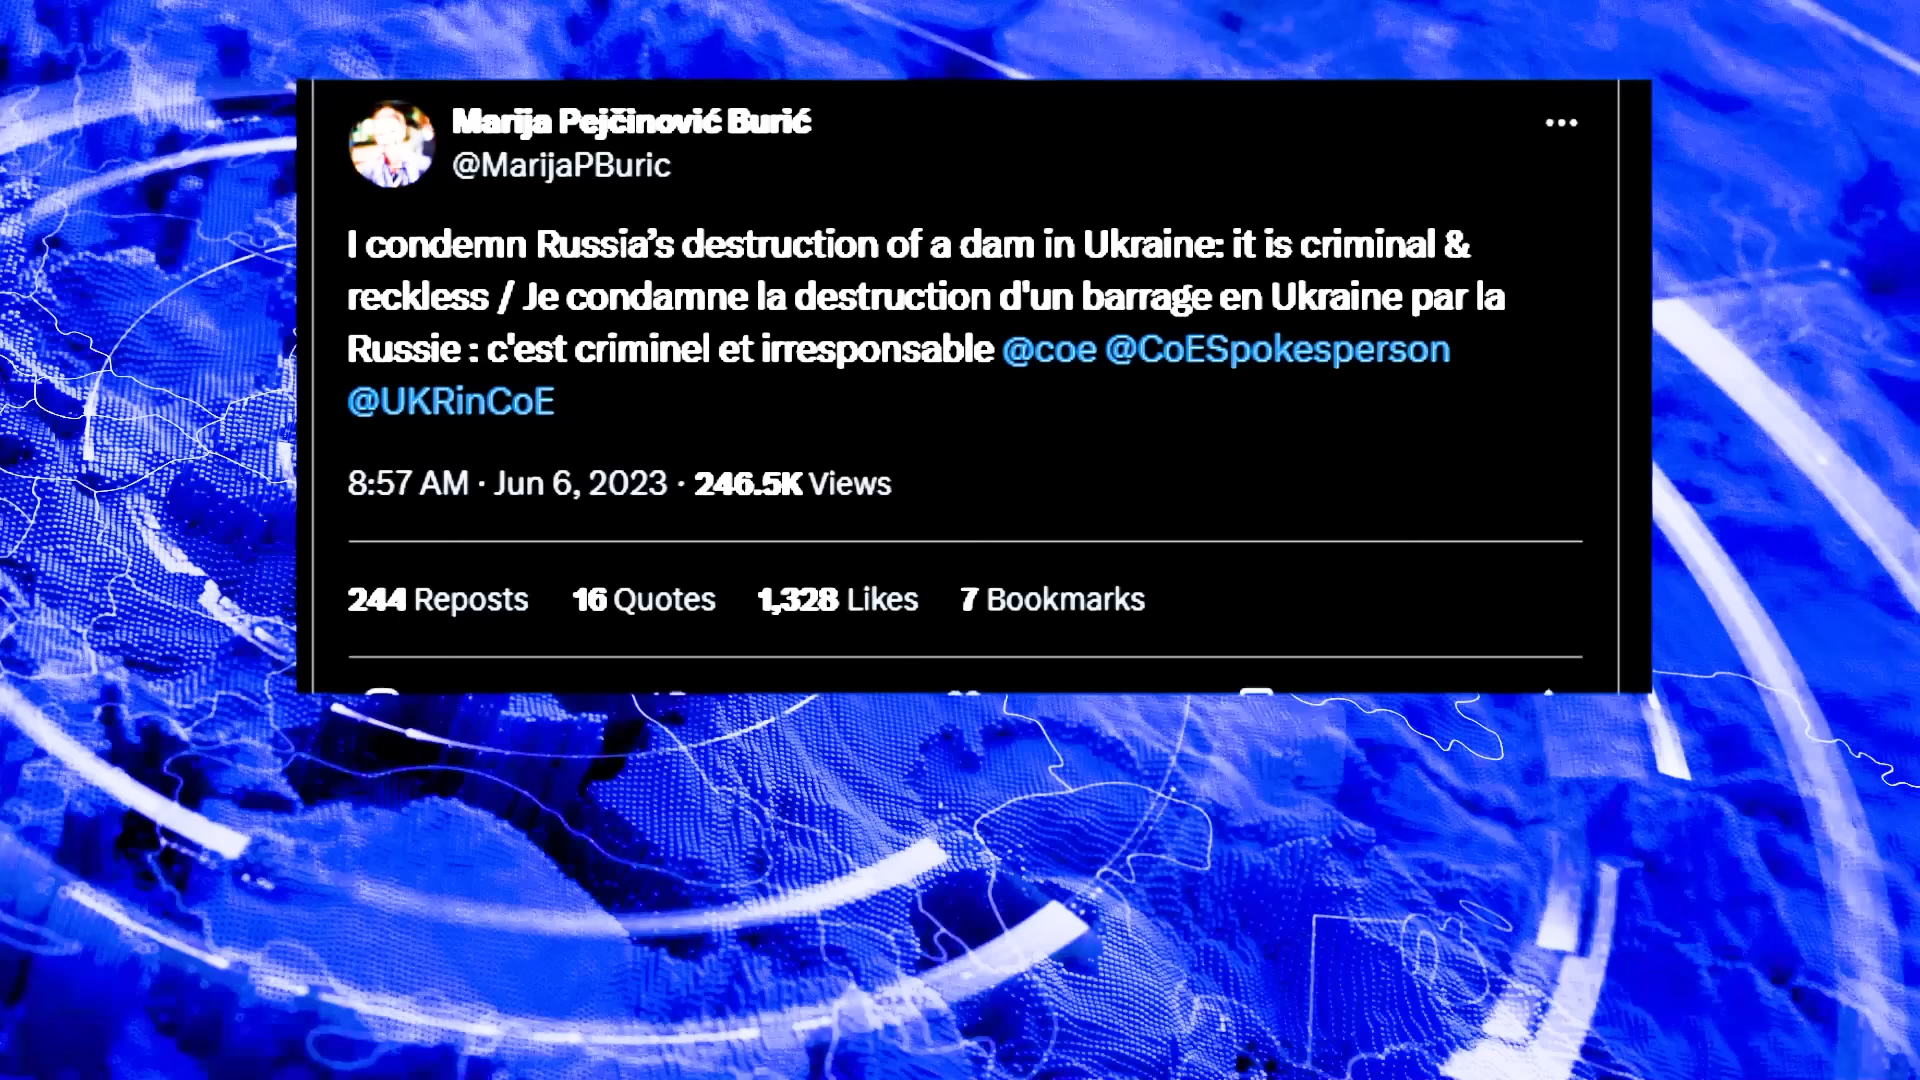 Marija Pejčinović Burić
@MarijaPBuric
I condemn Russia’s destruction of a dam in Ukraine: it is criminal &
reckless / Je condamne la destruction d'un barrage en Ukraine par la
Russie : c'est criminel et irresponsable @coe @CoESpokesperson
@UKRinCoE
8:57 AM · Jun 6, 2023 · 246.5K Views
244 Reposts 16 Quotes 1,328 Likes 7 Bookmarks